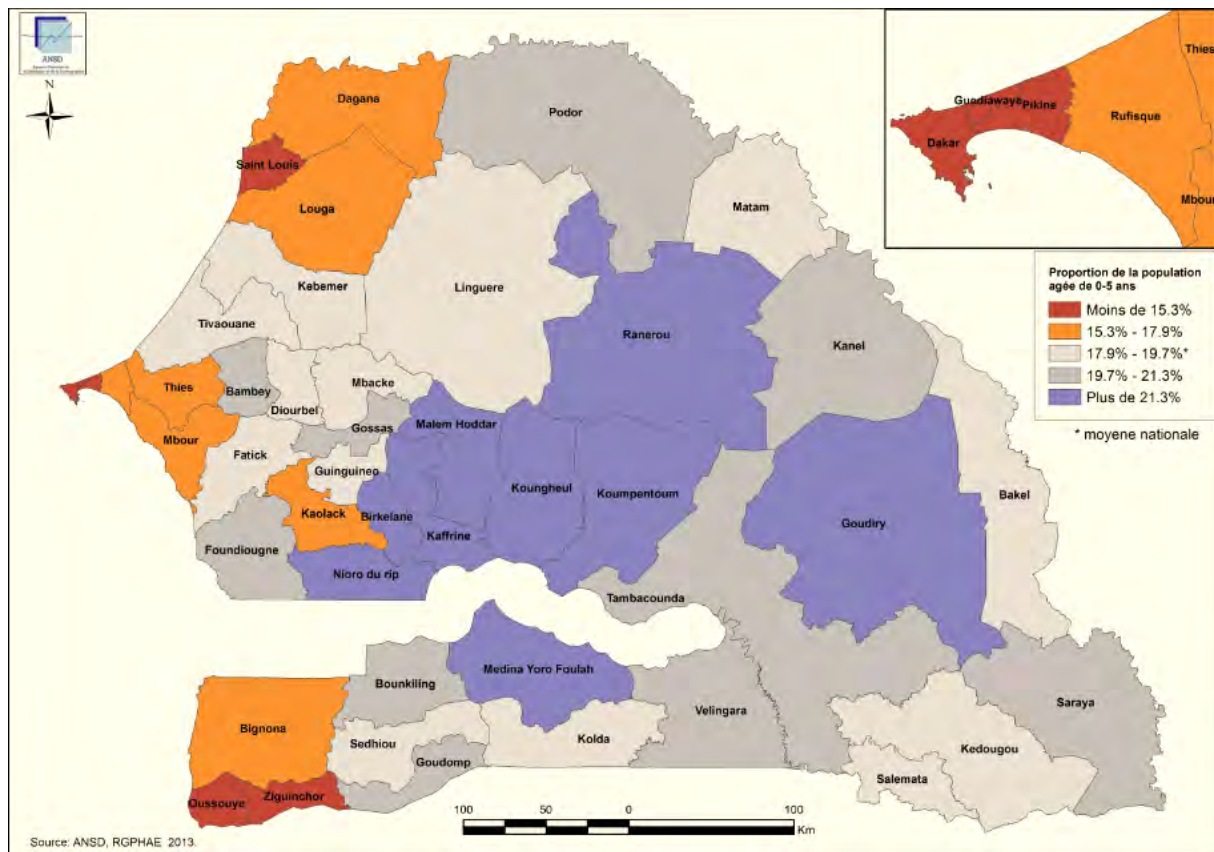 ANSD
N
Dagana
Podor
Saint Louis
Louga
Matam
Kebemer
Linguere
Tivaouane
Ranerou
Kanel
Thies
Bambey
Mbacke
Diourbel
Malem Hoddar
Gossas
Mbour
Fatick
Guinguineo
Koungheul
Koumpentoum
Bakel
Kaolack
Birkelane
Goudiry
Kaffrine
Foundiougne
Nioro du rip
Tambacounda
Medina Yoro Foulah
Bounkiling
Velingara
Saraya
Bignona
Sedhiou
Kolda
Kedougou
Goudomp
Salemata
Oussouye
Ziguinchor
Thies
Guediawaye
Pikine
Rufisque
Dakar
Mbour
Proportion de la population
agée de 0-5 ans
Moins de 15.3%
15.3% - 17.9%
17.9% - 19.7%*
19.7% - 21.3%
Plus de 21.3%
* moyene nationale
100 50 0 100
Km
Source: ANSD, RGPHAE 2013.